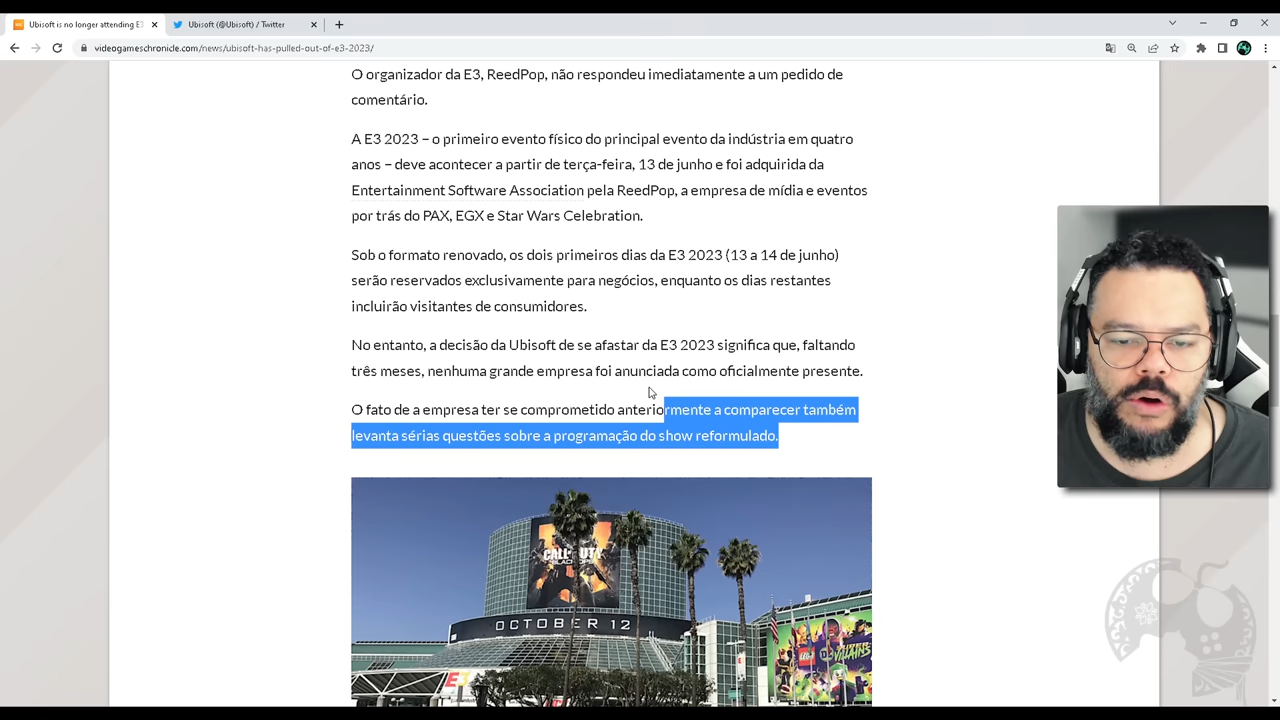 Ubisoft is no longer attending E3
Ubisoft (@Ubisoft) / Twitter
videogameschronicle.com/news/ubisoft-has-pulled-out-of-e3-2023/
O organizador da E3, ReedPop, não respondeu imediatamente a um pedido de
comentário.
A E3 2023 – o primeiro evento físico do principal evento da indústria em quatro
anos – deve acontecer a partir de terça-feira, 13 de junho e foi adquirida da
Entertainment Software Association pela ReedPop, a empresa de mídia e eventos
por trás do PAX, EGX e Star Wars Celebration.
Sob o formato renovado, os dois primeiros dias da E3 2023 (13 a 14 de junho)
serão reservados exclusivamente para negócios, enquanto os dias restantes
incluirão visitantes de consumidores.
No entanto, a decisão da Ubisoft de se afastar da E3 2023 significa que, faltando
três meses, nenhuma grande empresa foi anunciada como oficialmente presente.
O fato de a empresa ter se comprometido anteriormente a comparecer também
levanta sérias questões sobre a programação do show reformulado.
CALL OF DUTY
BLACK OPS
OCTOBER 12
LEGO
DC
VILLAINS
E3